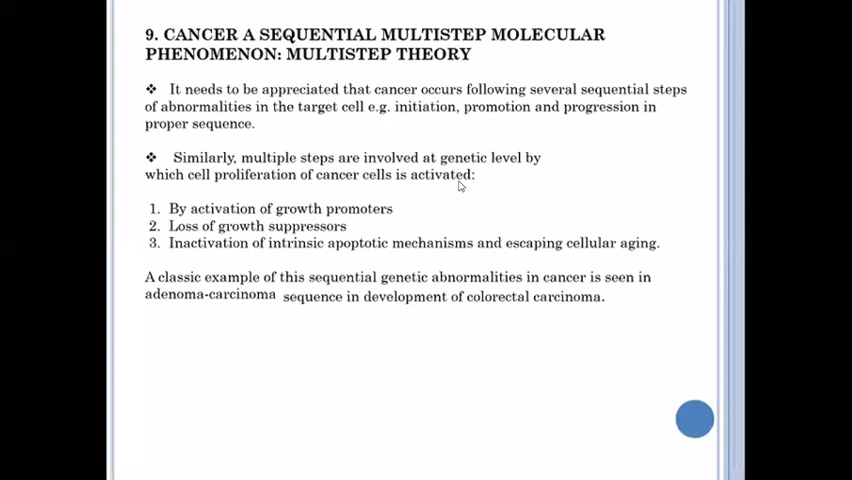 9. CANCER A SEQUENTIAL MULTISTEP MOLECULAR
PHENOMENON: MULTISTEP THEORY
❖ It needs to be appreciated that cancer occurs following several sequential steps
of abnormalities in the target cell e.g. initiation, promotion and progression in
proper sequence.
❖ Similarly, multiple steps are involved at genetic level by
which cell proliferation of cancer cells is activated:
1. By activation of growth promoters
2. Loss of growth suppressors
3. Inactivation of intrinsic apoptotic mechanisms and escaping cellular aging.
A classic example of this sequential genetic abnormalities in cancer is seen in
adenoma-carcinoma sequence in development of colorectal carcinoma.